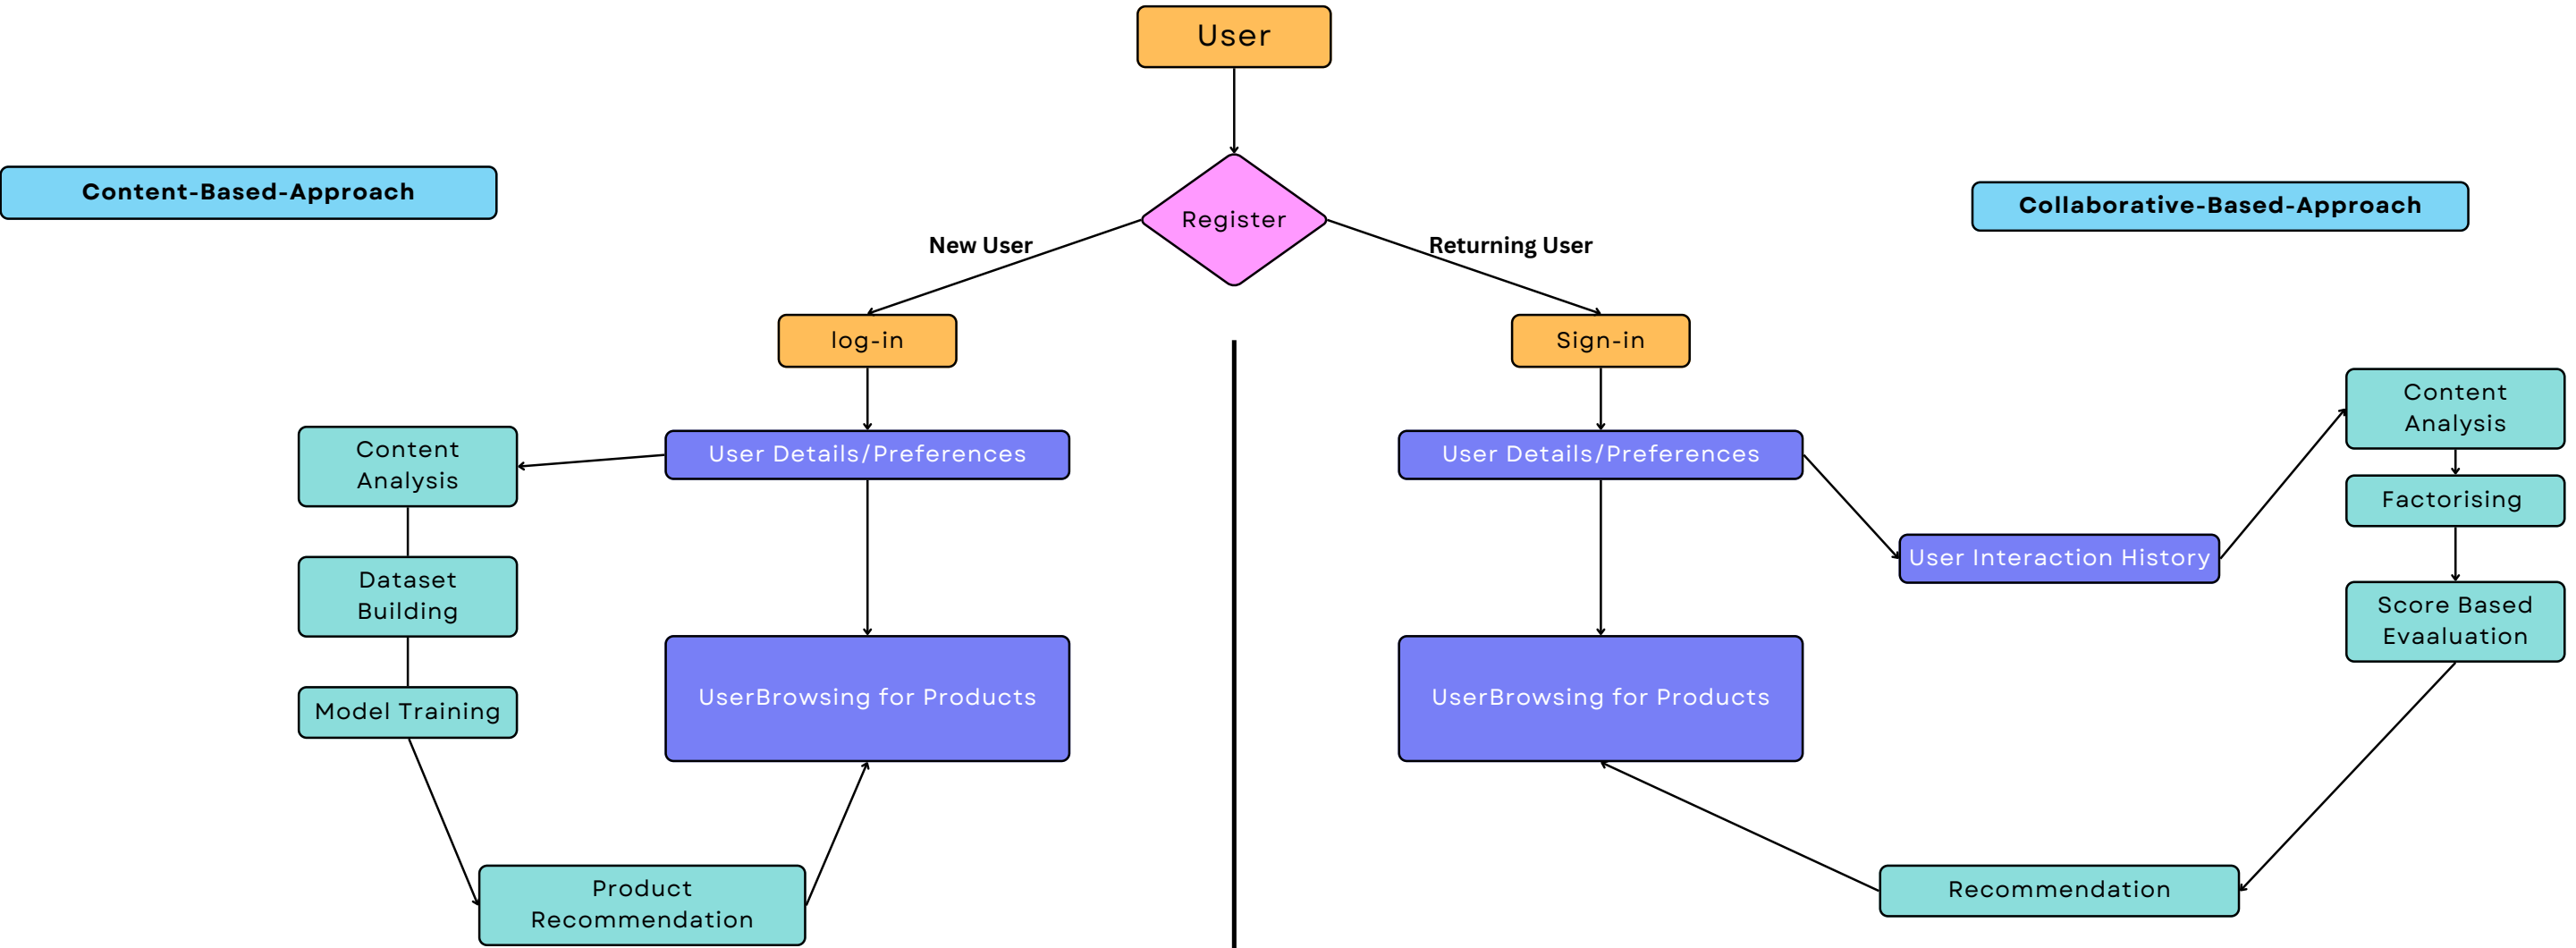 User
Content-Based-Approach
Collaborative-Based-Approach
Register
New User
Returning User
log-in
Sign-in
Content
Analysis
User Details/Preferences
User Details/Preferences
Content
Analysis
Factorising
User Interaction History
Dataset
Building
Score Based
Evaaluation
Model Training
UserBrowsing for Products
UserBrowsing for Products
Product
Recommendation
Recommendation